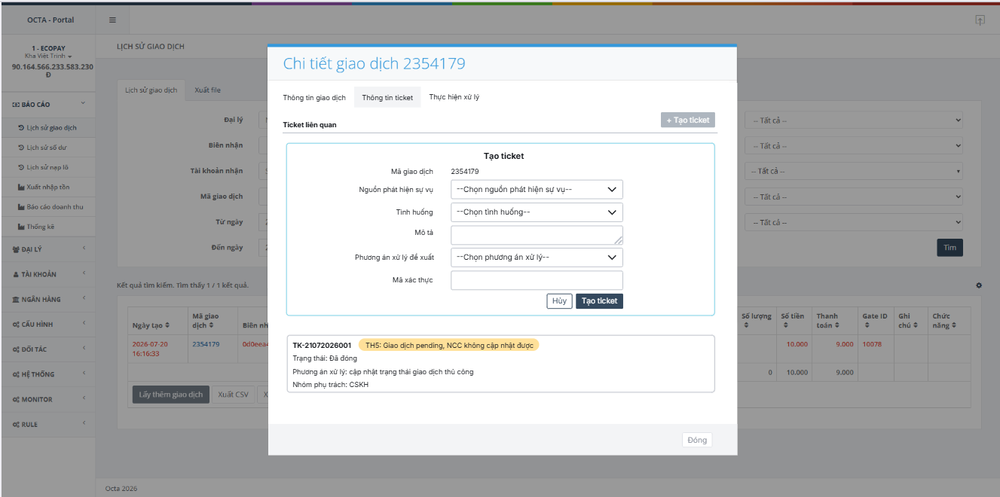 OCTA - Portal
1 - ECOPAY
Kha Việt Trinh
90.164.566.233.583.230
Đ
BÁO CÁO
Lịch sử giao dịch
Lịch sử số dư
Lịch sử nạp lô
Xuất nhập tồn
Báo cáo doanh thu
Thống kê
ĐẠI LÝ
TÀI KHOẢN
NGÂN HÀNG
CẤU HÌNH
ĐỐI TÁC
HỆ THỐNG
MONITOR
RULE
LỊCH SỬ GIAO DỊCH
Lịch sử giao dịch
Xuất file
Đại lý
Biên nhận
Tài khoản nhận
Mã giao dịch
Từ ngày
Đến ngày
-- Tất cả --
-- Tất cả --
-- Tất cả --
-- Tất cả --
-- Tất cả --
Tìm
Chi tiết giao dịch 2354179
Thông tin giao dịch
Thông tin ticket
Thực hiện xử lý
Ticket liên quan
+ Tạo ticket
Tạo ticket
Mã giao dịch 2354179
Nguồn phát hiện sự vụ --Chọn nguồn phát hiện sự vụ--
Tình huống --Chọn tình huống--
Mô tả
Phương án xử lý đề xuất --Chọn phương án xử lý--
Mã xác thực
Hủy
Tạo ticket
TK-21072026001 TH5: Giao dịch pending, NCC không cập nhật được
Trạng thái: Đã đóng
Phương án xử lý: cập nhật trạng thái giao dịch thủ công
Nhóm phụ trách: CSKH
Đóng
Kết quả tìm kiếm. Tìm thấy 1 / 1 kết quả.
Ngày tạo
Mã giao
dịch
Biên nh
Số lượng
Số tiền
Thanh
toán
Gate ID
Ghi
chú
Chức
năng
2026-07-20
16:16:33
2354179
0d0eea4
10.000
9.000
10078
0
10.000
9.000
Lấy thêm giao dịch
Xuất CSV
X
Octa 2026